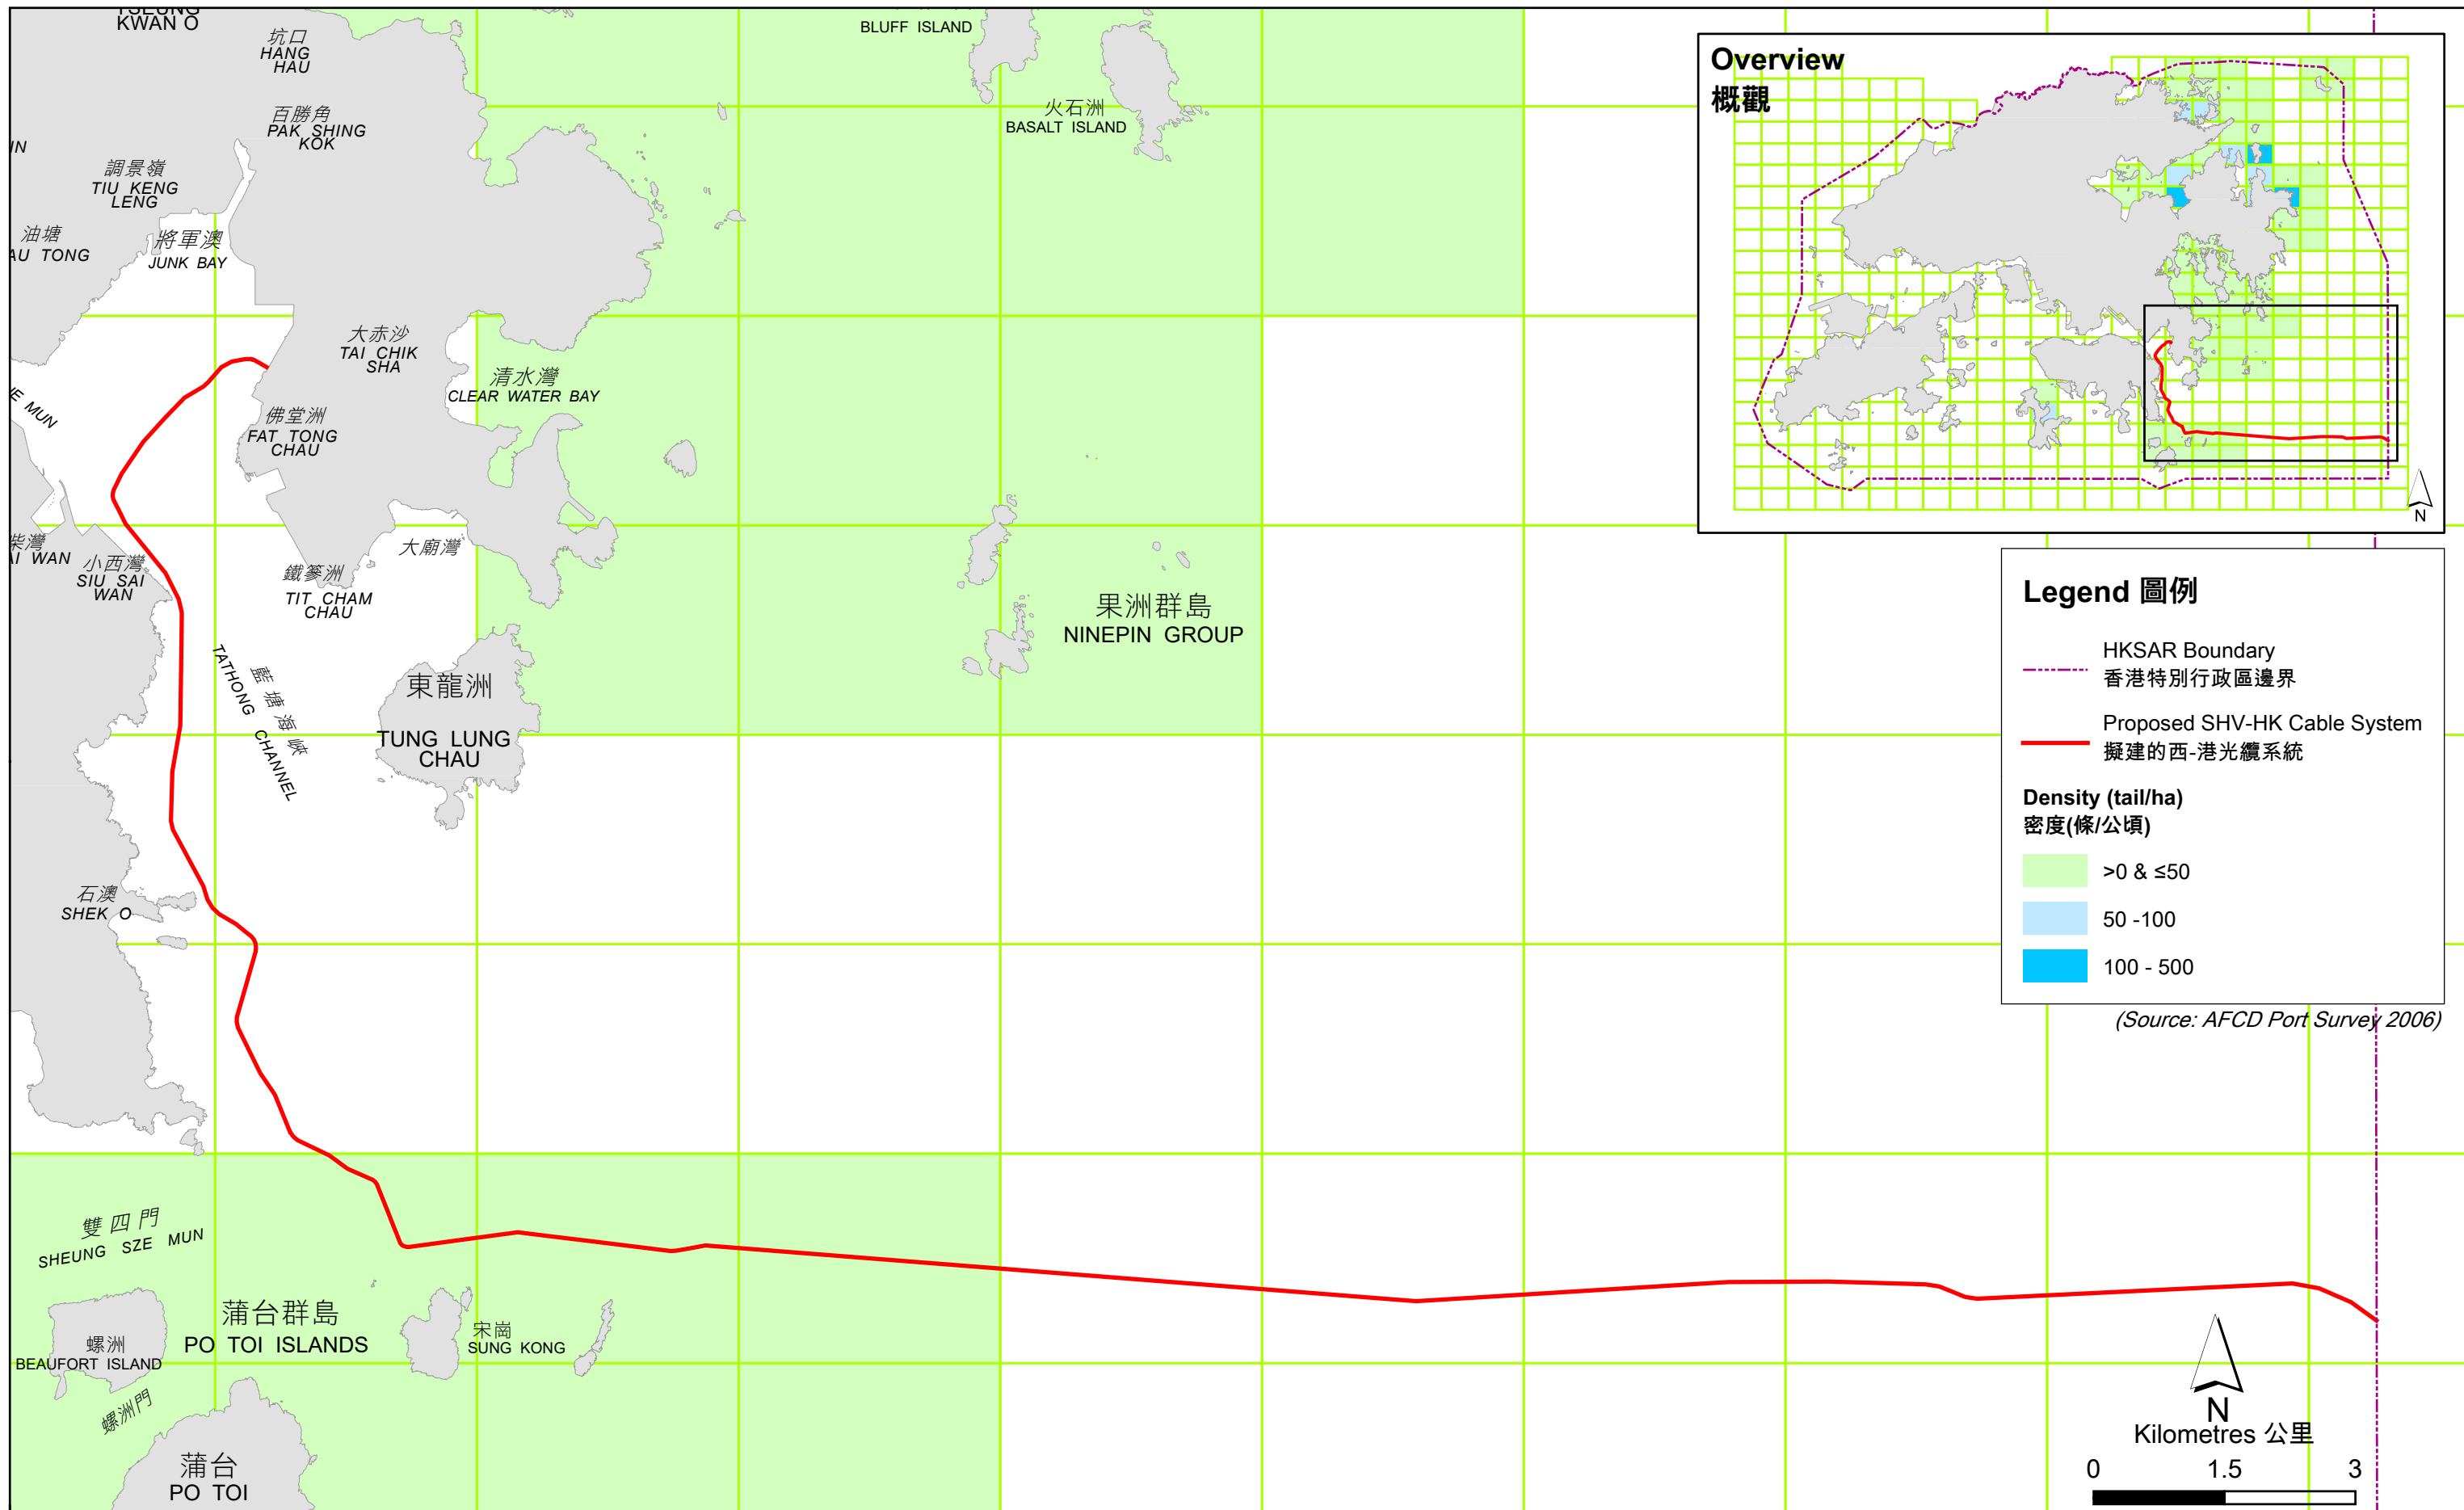 KWAN O
坑口
HANG
HAU
百勝角
PAK SHING
KOK
調景嶺
TIU KENG
LENG
油塘
AU TONG
將軍澳
JUNK BAY
IN
BLUFF ISLAND
火石洲
BASALT ISLAND
大赤沙
TAI CHIK
SHA
清水灣
CLEAR WATER BAY
佛堂洲
FAT TONG
CHAU
E MUN
柴灣
AI WAN
小西灣
SIU SAI
WAN
鐵篸洲
TIT CHAM
CHAU
大廟灣
果洲群島
NINEPIN GROUP
藍塘海峽
TATHONG CHANNEL
東龍洲
TUNG LUNG
CHAU
石澳
SHEK O
雙四門
SHEUNG SZE MUN
蒲台群島
PO TOI ISLANDS
螺洲
BEAUFORT ISLAND
宋崗
SUNG KONG
螺洲門
蒲台
PO TOI
Overview
概觀
N
Legend 圖例
HKSAR Boundary
香港特別行政區邊界
Proposed SHV-HK Cable System
擬建的西-港光纜系統
Density (tail/ha)
密度(條/公頃)
>0 & ≤50
50 -100
100 - 500
(Source: AFCD Port Survey 2006)
N
Kilometres 公里
0 1.5 3